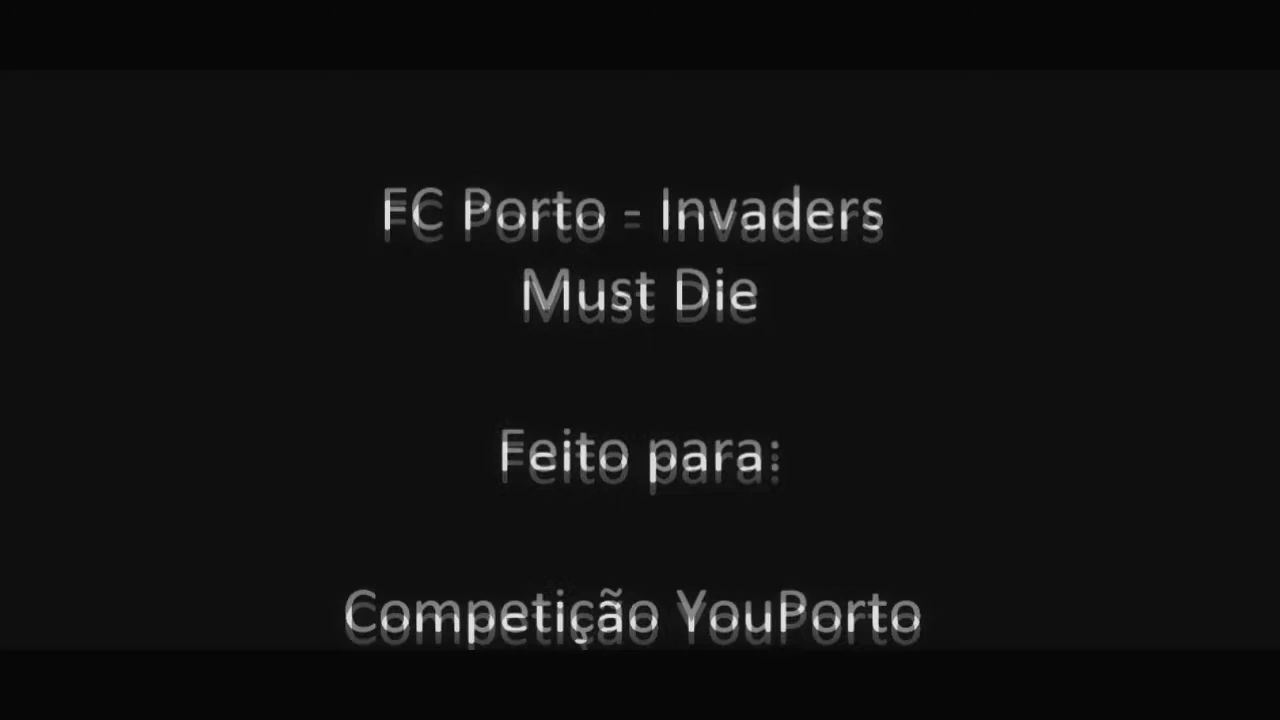 FC Porto - Invaders
Must Die
Feito para:
Competição YouPorto